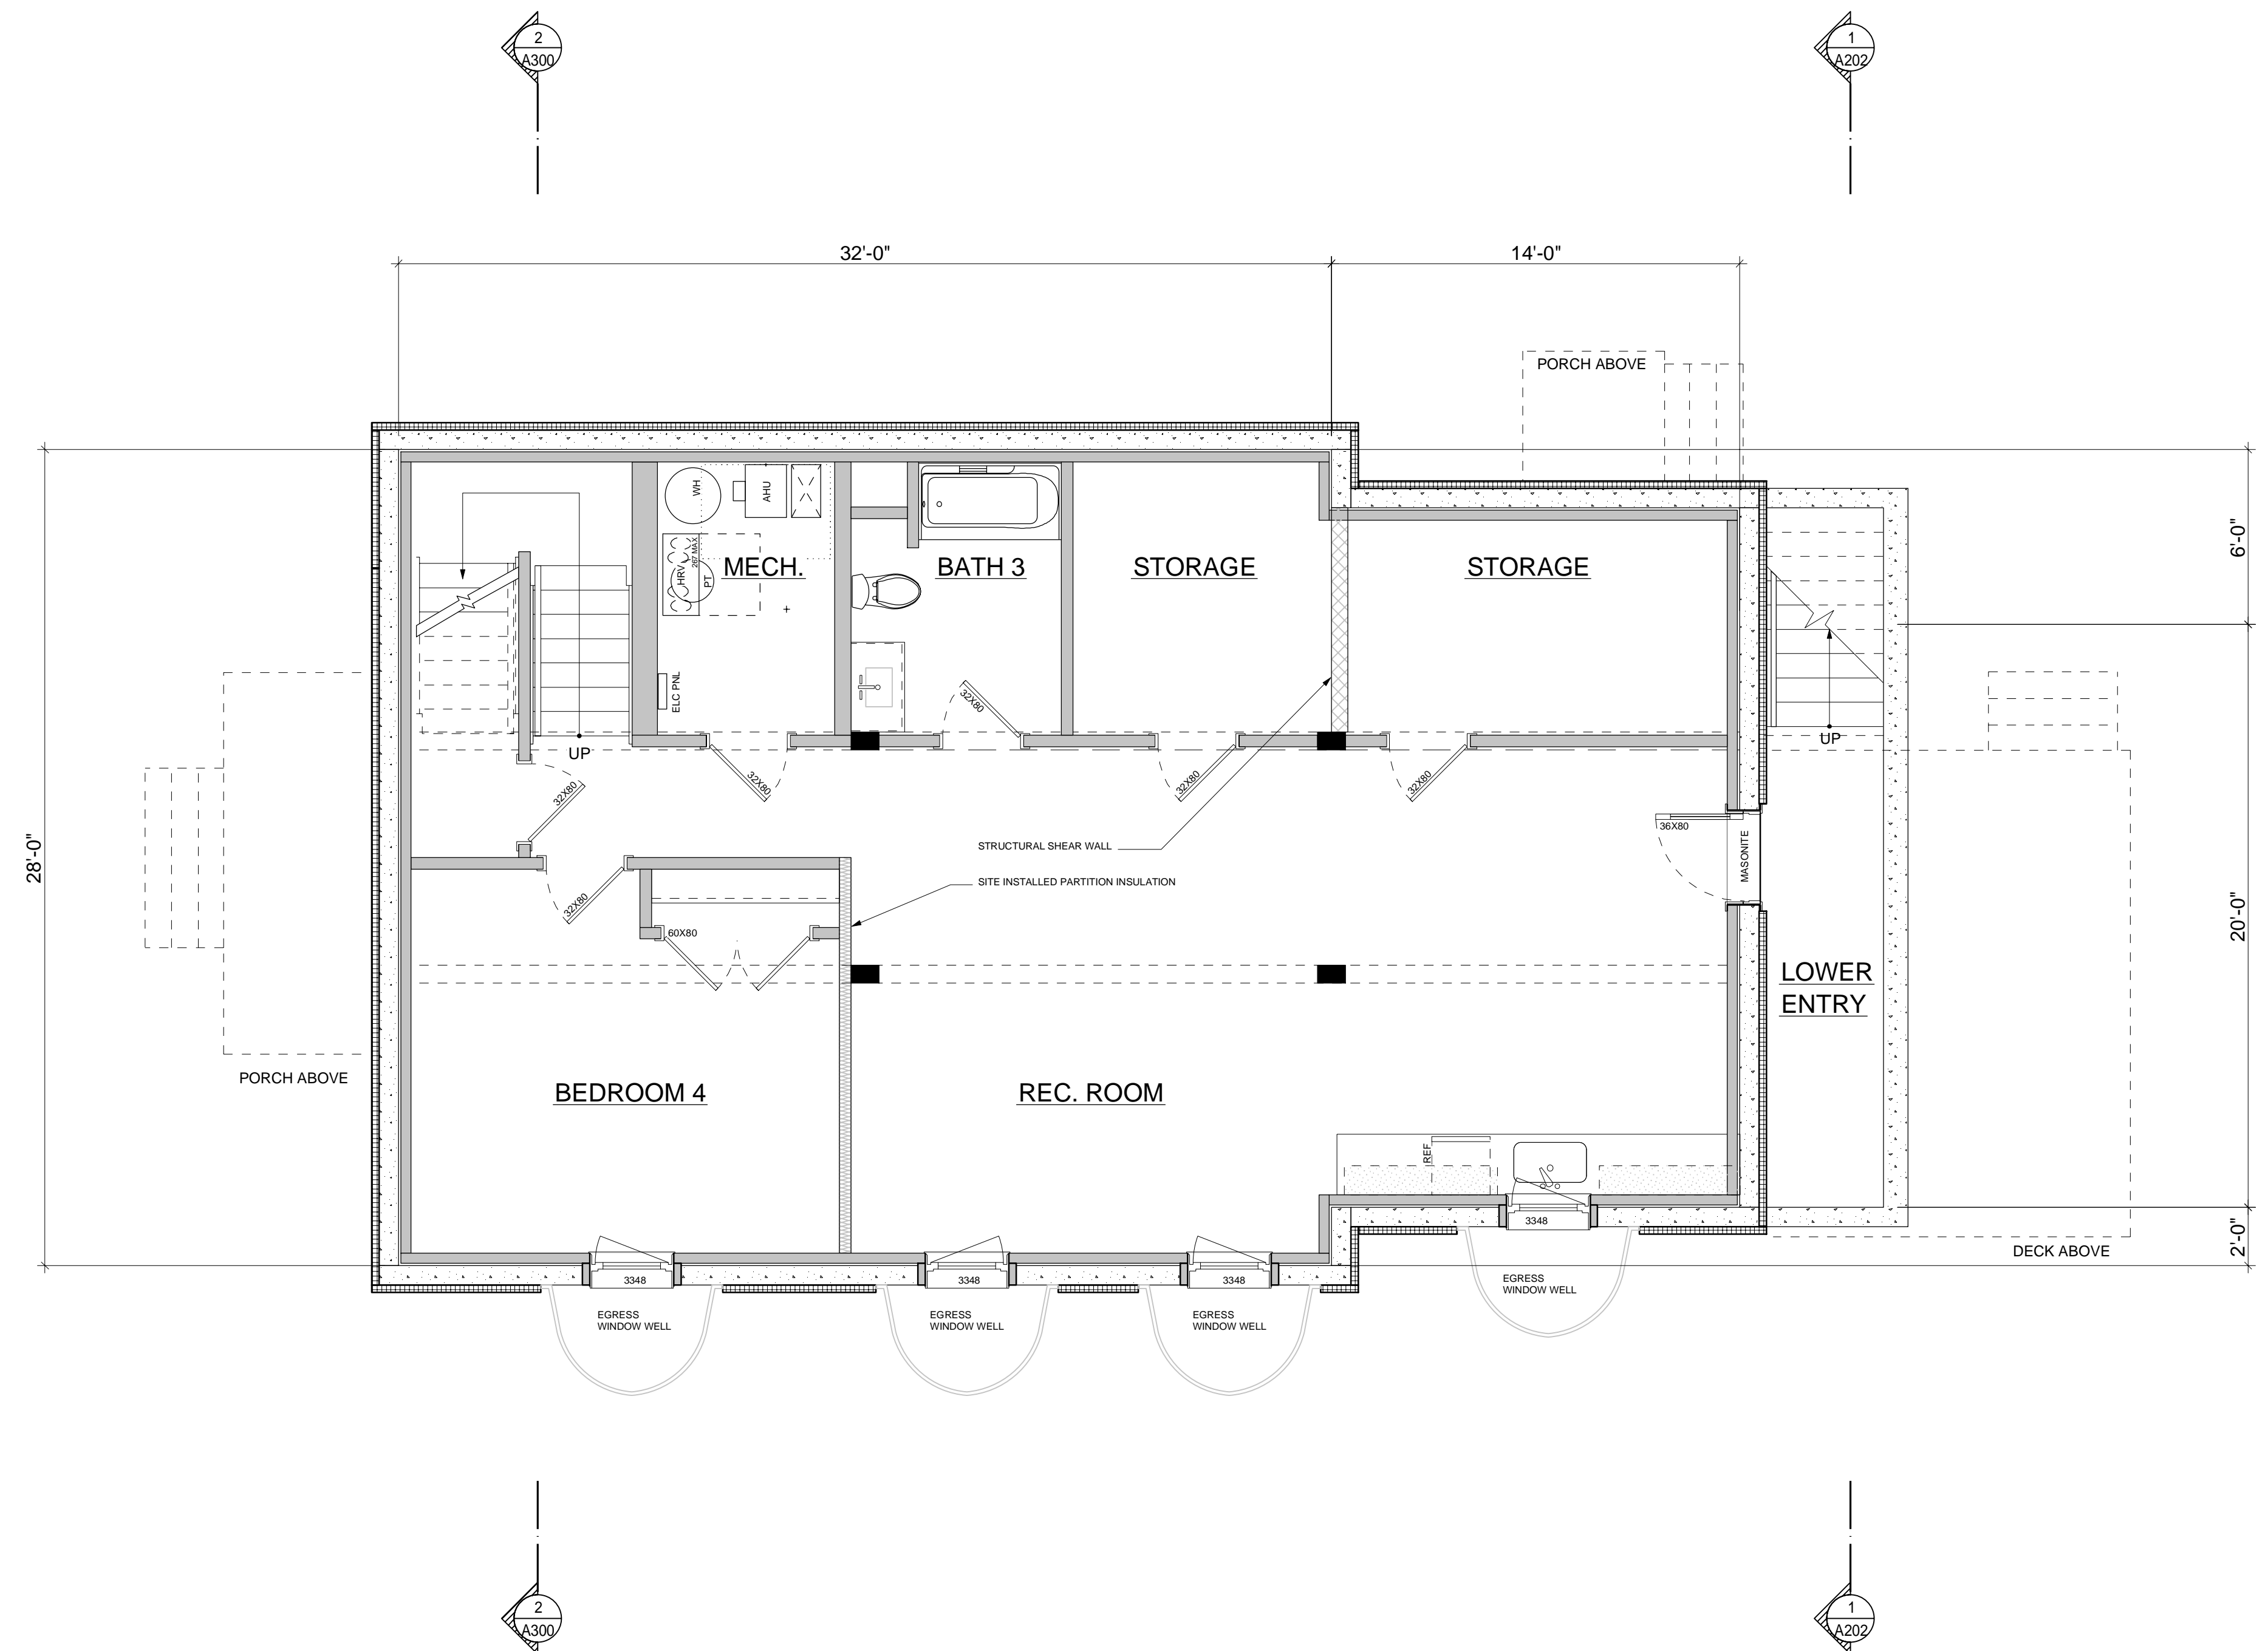 2
A300
1
A202
32'-0"
14'-0"
PORCH ABOVE
WH
AHU
HRV
267 MAX
PT
MECH.
BATH 3
STORAGE
STORAGE
6'-0"
ELC PNL
32X80
UP
UP
32X80
32X80
32X80
32X80
36X80
MASONITE
STRUCTURAL SHEAR WALL
SITE INSTALLED PARTITION INSULATION
28'-0"
32X80
60X80
20'-0"
LOWER
ENTRY
PORCH ABOVE
BEDROOM 4
REC. ROOM
REF.
3348
2'-0"
DECK ABOVE
3348
3348
3348
EGRESS
WINDOW WELL
EGRESS
WINDOW WELL
EGRESS
WINDOW WELL
EGRESS
WINDOW WELL
2
A300
1
A202